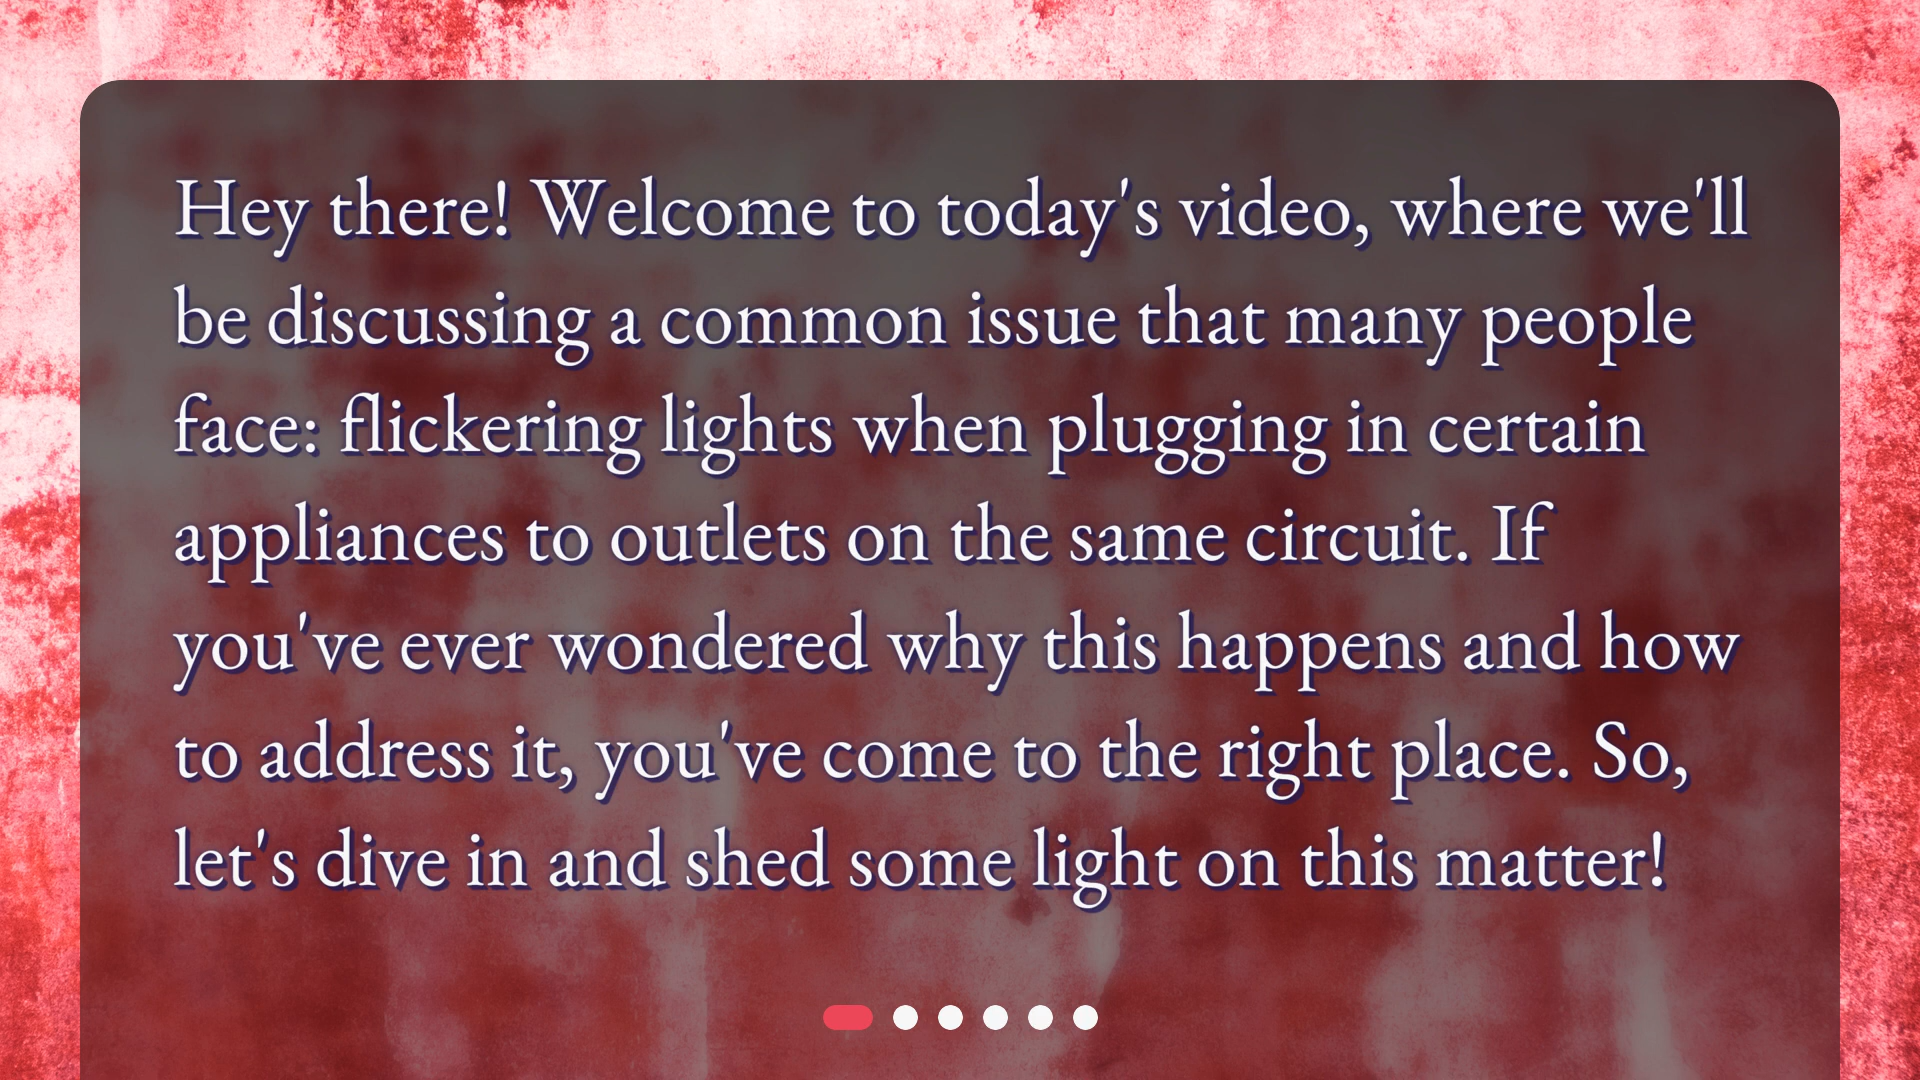 Hey there! Welcome to today's video, where we'll
be discussing a common issue that many people
face: flickering lights when plugging in certain
appliances to outlets on the same circuit. If
you've ever wondered why this happens and how
to address it, you've come to the right place. So,
let's dive in and shed some light on this matter!